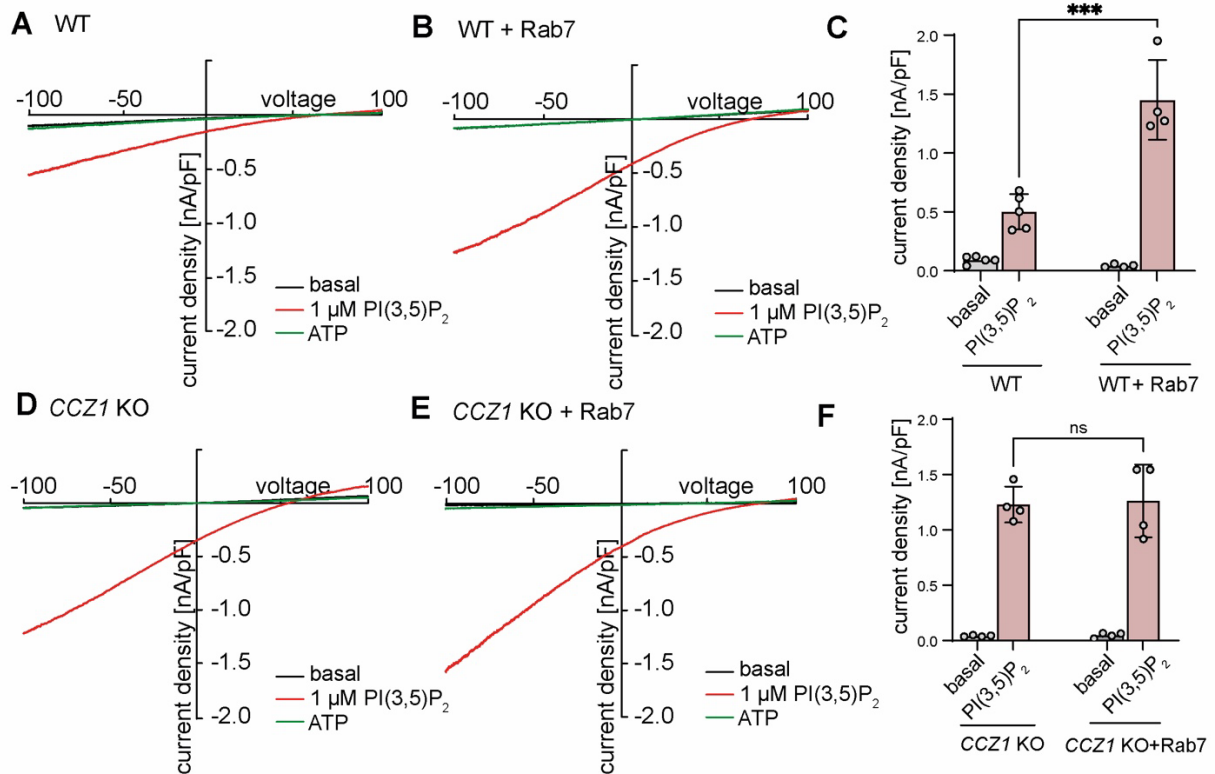 A WT
-100
-50
voltage
100
current density [nA/pF]
-0.5
-1.0
-1.5
-2.0
basal
1 µM PI(3,5)P₂
ATP
B WT + Rab7
-100
-50
voltage
100
current density [nA/pF]
-0.5
-1.0
-1.5
-2.0
basal
1 µM PI(3,5)P₂
ATP
C
***
current density [nA/pF]
2.0
1.5
1.0
0.5
0.0
basal
PI(3,5)P₂
basal
PI(3,5)P₂
WT
WT + Rab7
D CCZ1 KO
-100
-50
voltage
100
current density [nA/pF]
-0.5
-1.0
-1.5
-2.0
basal
1 µM PI(3,5)P₂
ATP
E CCZ1 KO + Rab7
-100
-50
voltage
100
current density [nA/pF]
-0.5
-1.0
-1.5
-2.0
basal
1 µM PI(3,5)P₂
ATP
F
ns
current density [nA/pF]
2.0
1.5
1.0
0.5
0.0
basal
PI(3,5)P₂
basal
PI(3,5)P₂
CCZ1 KO
CCZ1 KO+Rab7